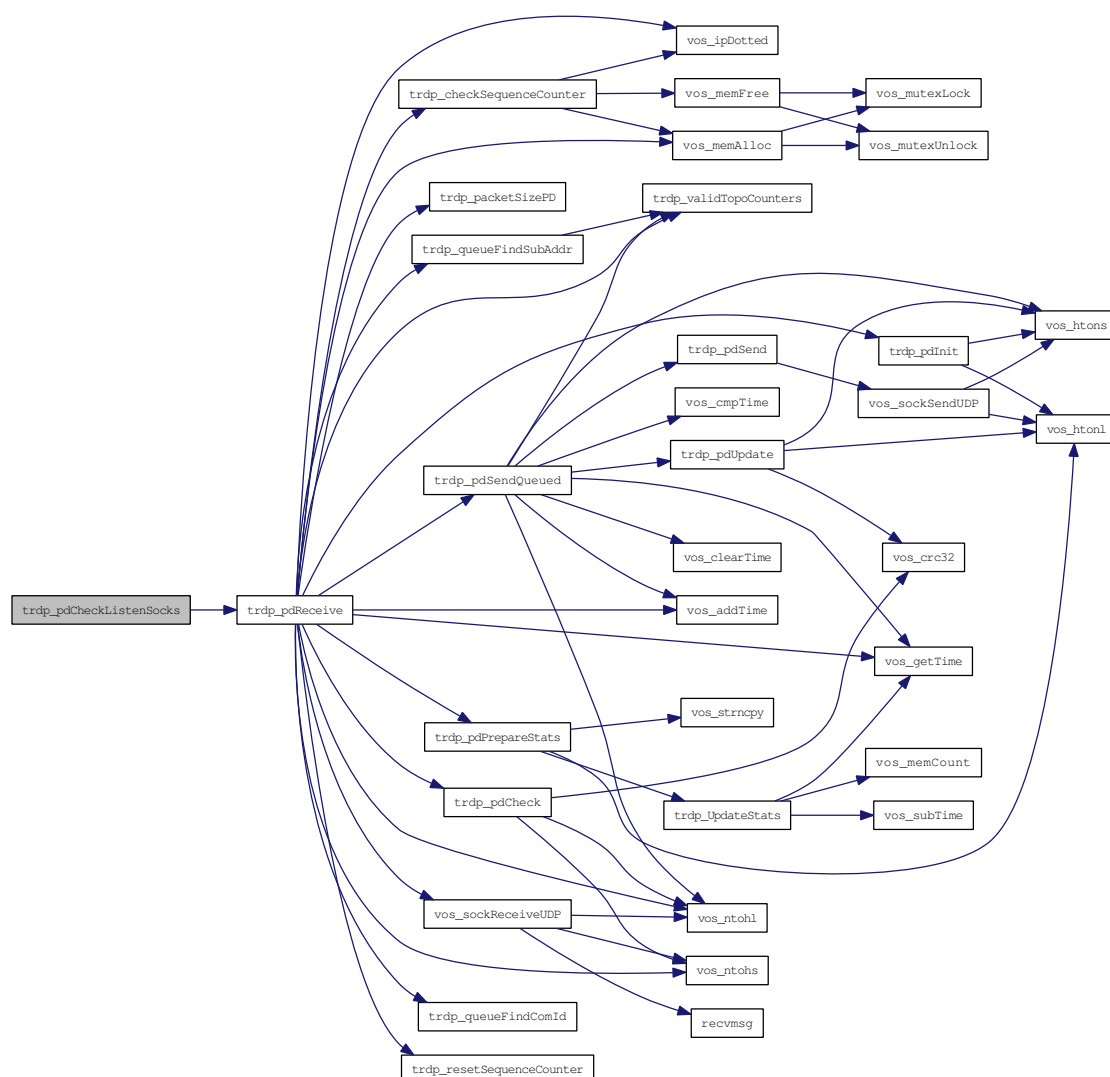 vos_ipDotted
trdp_checkSequenceCounter
vos_memFree
vos_mutexLock
vos_memAlloc
vos_mutexUnlock
trdp_packetSizePD
trdp_validTopoCounters
trdp_queueFindSubAddr
vos_htons
trdp_pdSend
trdp_pdInit
vos_cmpTime
vos_sockSendUDP
vos_htonl
trdp_pdUpdate
trdp_pdSendQueued
vos_clearTime
vos_crc32
trdp_pdCheckListenSocks
trdp_pdReceive
vos_addTime
vos_getTime
vos_strncpy
trdp_pdPrepareStats
vos_memCount
trdp_pdCheck
trdp_UpdateStats
vos_subTime
vos_sockReceiveUDP
vos_ntohl
vos_ntohs
trdp_queueFindComId
recvmsg
trdp_resetSequenceCounter